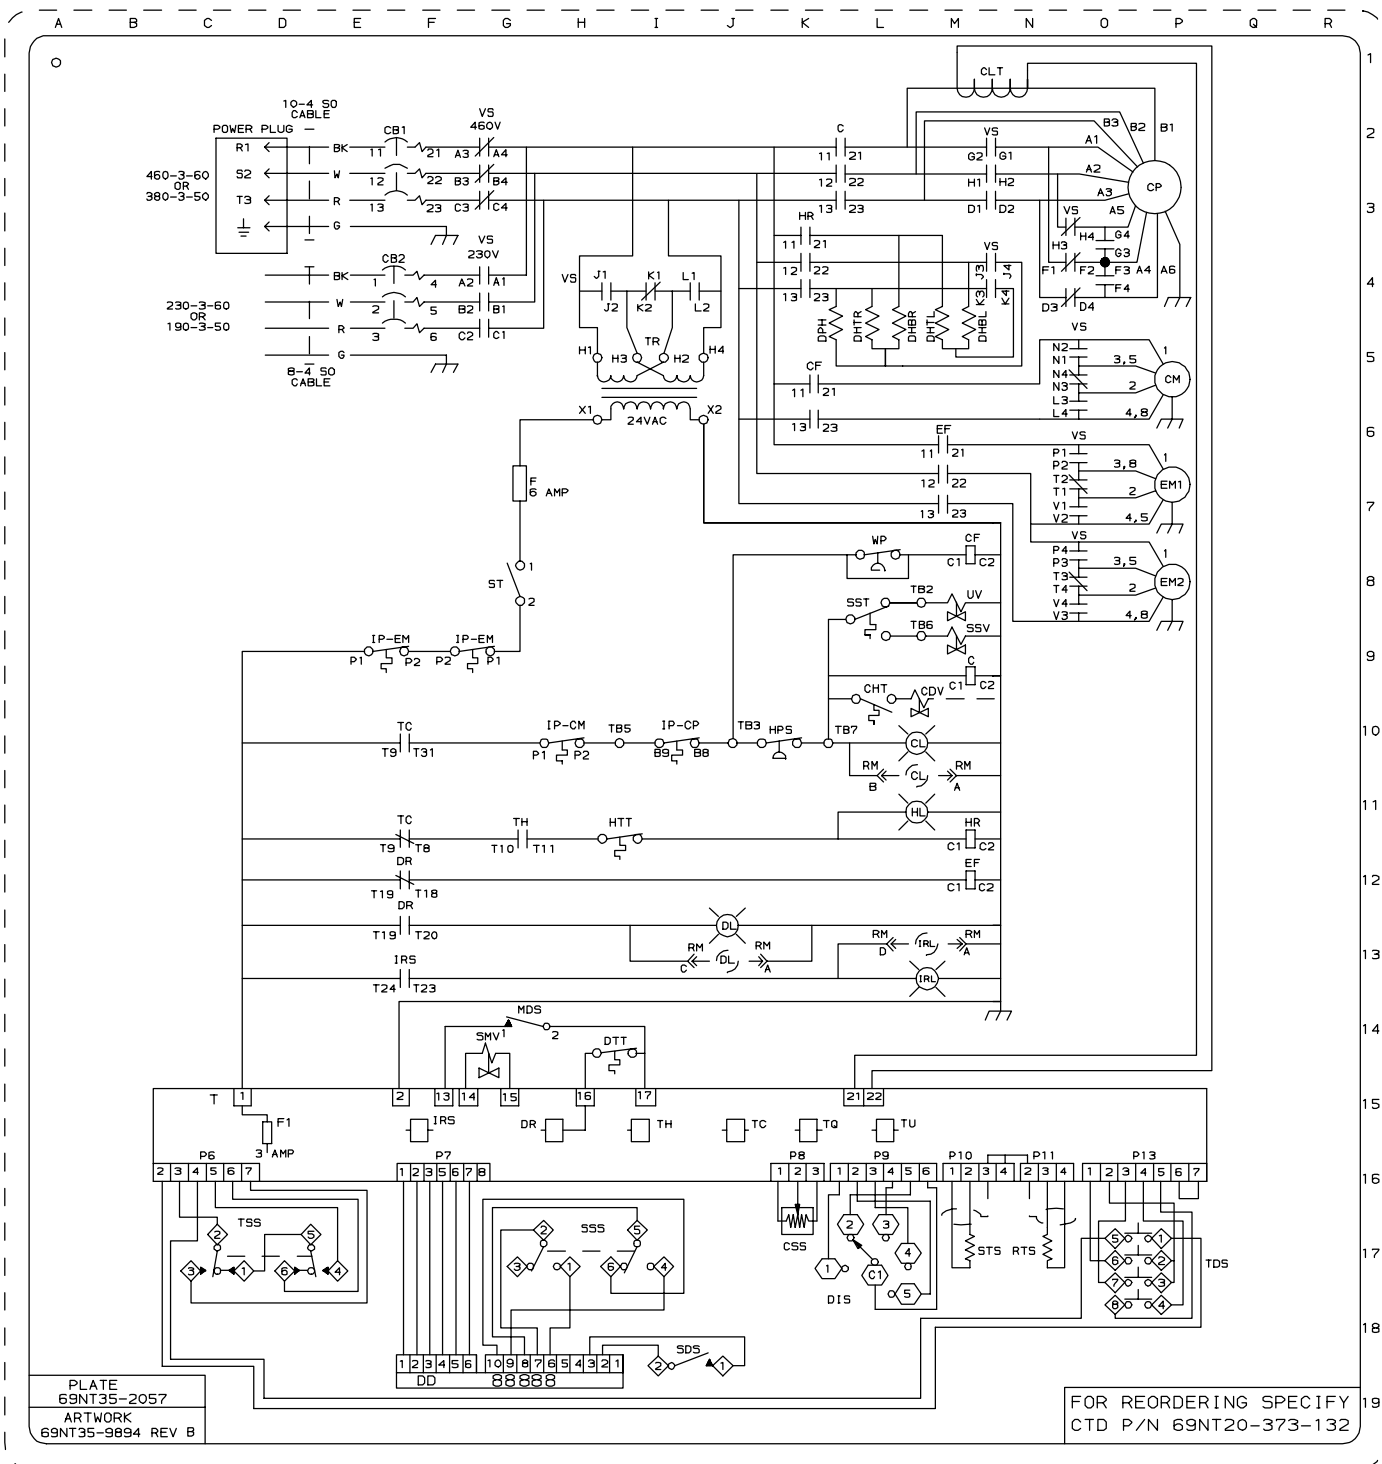 A B C D E F G H I J K L M N O P Q R
1
CLT
10-4 SO
CABLE
VS
460V
POWER PLUG
CB1
C
VS
B3 B2 B1
2
R1 BK 11 21 A3 A4 11 21 G2 G1 A1
460-3-60
OR
380-3-50
S2 W 12 22 B3 B4 12 22 H1 H2 A2
CP
T3 R 13 23 C3 C4 13 23 D1 D2 A3
3
G
HR
VS A5
H4 G4
11 21
VS
230V
VS
H3 G3
CB2
12 22 J3 J4 F1 F2 F3 A4 A6
BK 1 4 A2 A1
VS J1 K1 L1
4
13 23 K3 K4 F4
230-3-60
OR
190-3-50
W 2 5 B2 B1 J2 K2 L2
D3 D4
R 3 6 C2 C1
DPH DHTR DHBR DHTL DHBL
VS
TR
G
H1 H3 H2 H4
N2 1
5
8-4 SO
CABLE
N1 3,5
CF
N4 CM
11 21
N3 2
L3
X1 24VAC X2
13 23
L4 4,8
6
EF
VS
11 21
P1 1
P2 3,8
F
6 AMP
12 22
T2 EM1
T1 2
7
13 23
V1
V2 4,5
WP
CF
VS
C1 C2
P4 1
P3 3,5
ST 1
8
T3 EM2
T4 2
2
SST TB2 UV
V4
TB6 SSV
V3 4,8
IP-EM IP-EM
P1 P2 P2 P1
9
C
C1 C2
CHT CDV
TC
IP-CM TB5 IP-CP TB3 HPS TB7
10
T9 T31 P1 P2 B9 B8 CL
RM CL RM
B A
11
HL
TC TH HTT HR
T9 T8 T10 T11 C1 C2
DR
EF
12
T19 T18 C1 C2
DR
T19 T20 DL
RM IRL RM
D A
RM DL RM
C A
13
IRS
T24 T23 IRL
MDS
14
SMV 1 2
DTT
T 1 2 13 14 15 16 17 21 22
15
F1
3 AMP
IRS DR TH TC TQ TU
P6 P7 P8 P9 P10 P11 P13
2 3 4 5 6 7
1 2 3 4 5 6 7 8
1 2 3
1 2 3 4 5 6
1 2 3 4
2 3 4
1 2 3 4 5 6 7
16
TSS
2 5
3 1 6 4
SSS
2 5
3 1 6 4
CSS
2 3
4
1 C1
5
DIS
STS RTS
17
5 1
6 2
7 3
8 4
TDS
18
SDS
2 1
1 2 3 4 5 6
10 9 8 7 6 5 4 3 2 1
DD 88888
PLATE
69NT35-2057
ARTWORK
69NT35-9894 REV B
FOR REORDERING SPECIFY
CTD P/N 69NT20-373-132
19